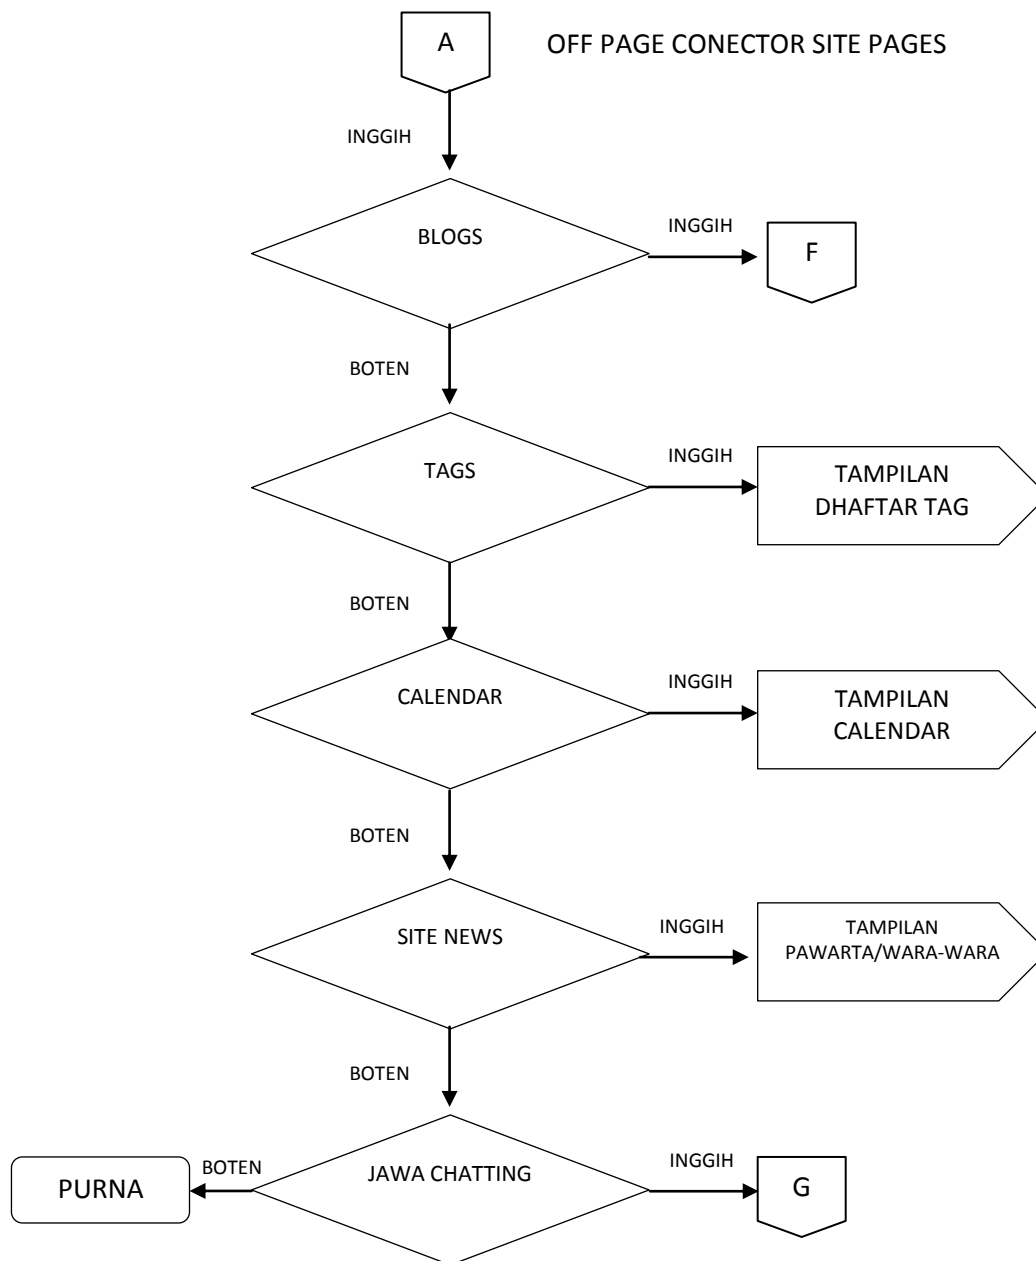 A
OFF PAGE CONECTOR SITE PAGES
INGGIH
BLOGS
INGGIH
F
BOTEN
TAGS
INGGIH
TAMPILAN
DHAFTAR TAG
BOTEN
CALENDAR
INGGIH
TAMPILAN
CALENDAR
BOTEN
SITE NEWS
INGGIH
TAMPILAN
PAWARTA/WARA-WARA
BOTEN
JAWA CHATTING
INGGIH
G
BOTEN
PURNA